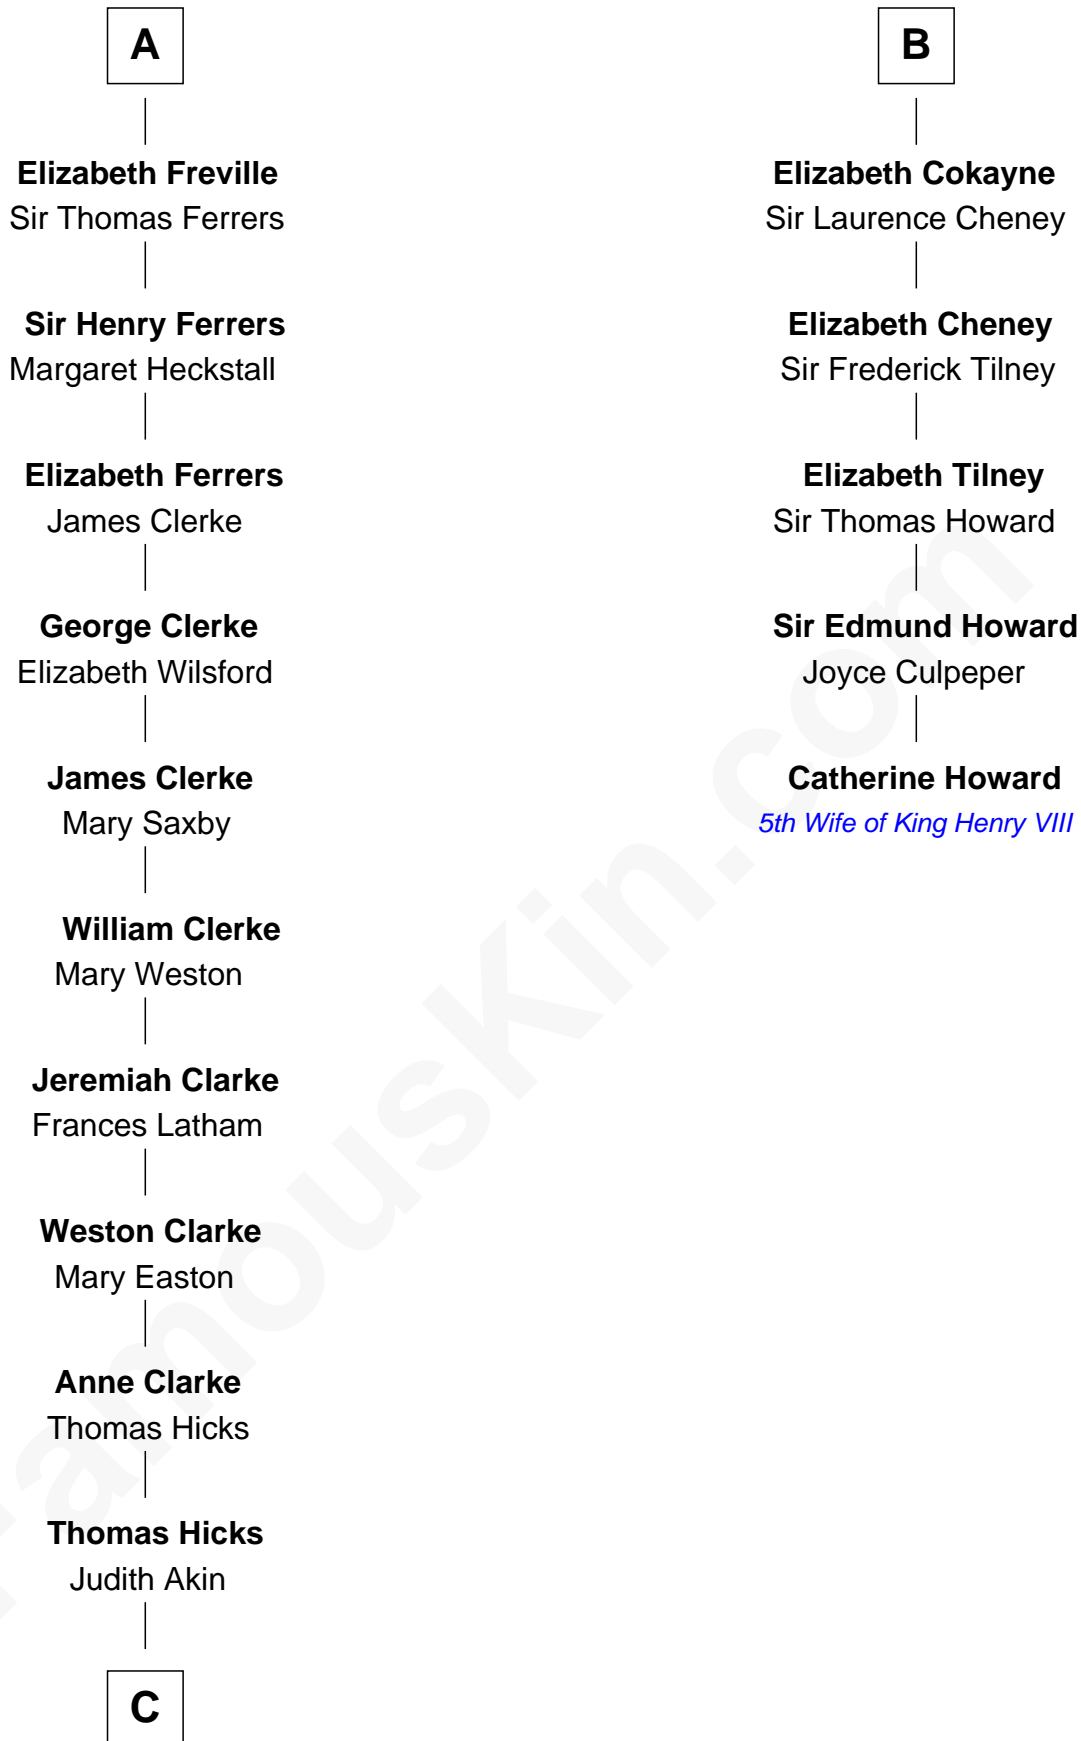 A
Elizabeth Freville
Sir Thomas Ferrers
Sir Henry Ferrers
Margaret Heckstall
Elizabeth Ferrers
James Clerke
George Clerke
Elizabeth Wilsford
James Clerke
Mary Saxby
William Clerke
Mary Weston
Jeremiah Clarke
Frances Latham
Weston Clarke
Mary Easton
Anne Clarke
Thomas Hicks
Thomas Hicks
Judith Akin
C
B
Elizabeth Cokayne
Sir Laurence Cheney
Elizabeth Cheney
Sir Frederick Tilney
Elizabeth Tilney
Sir Thomas Howard
Sir Edmund Howard
Joyce Culpeper
Catherine Howard
5th Wife of King Henry VIII
FamousKin.com